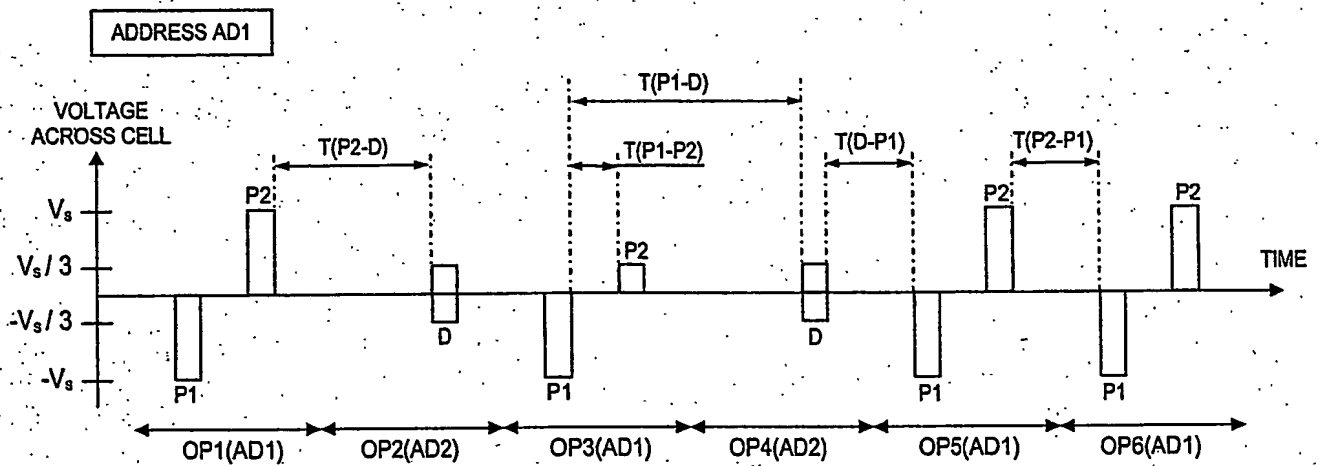 ADDRESS AD1
VOLTAGE
ACROSS CELL
T(P1-D)
T(P2-D)
T(P1-P2)
T(D-P1)
T(P2-P1)
P2
P2
P2
P2
Vs
Vs / 3
-Vs / 3
-Vs
TIME
D
D
P1
P1
P1
P1
OP1(AD1)
OP2(AD2)
OP3(AD1)
OP4(AD2)
OP5(AD1)
OP6(AD1)